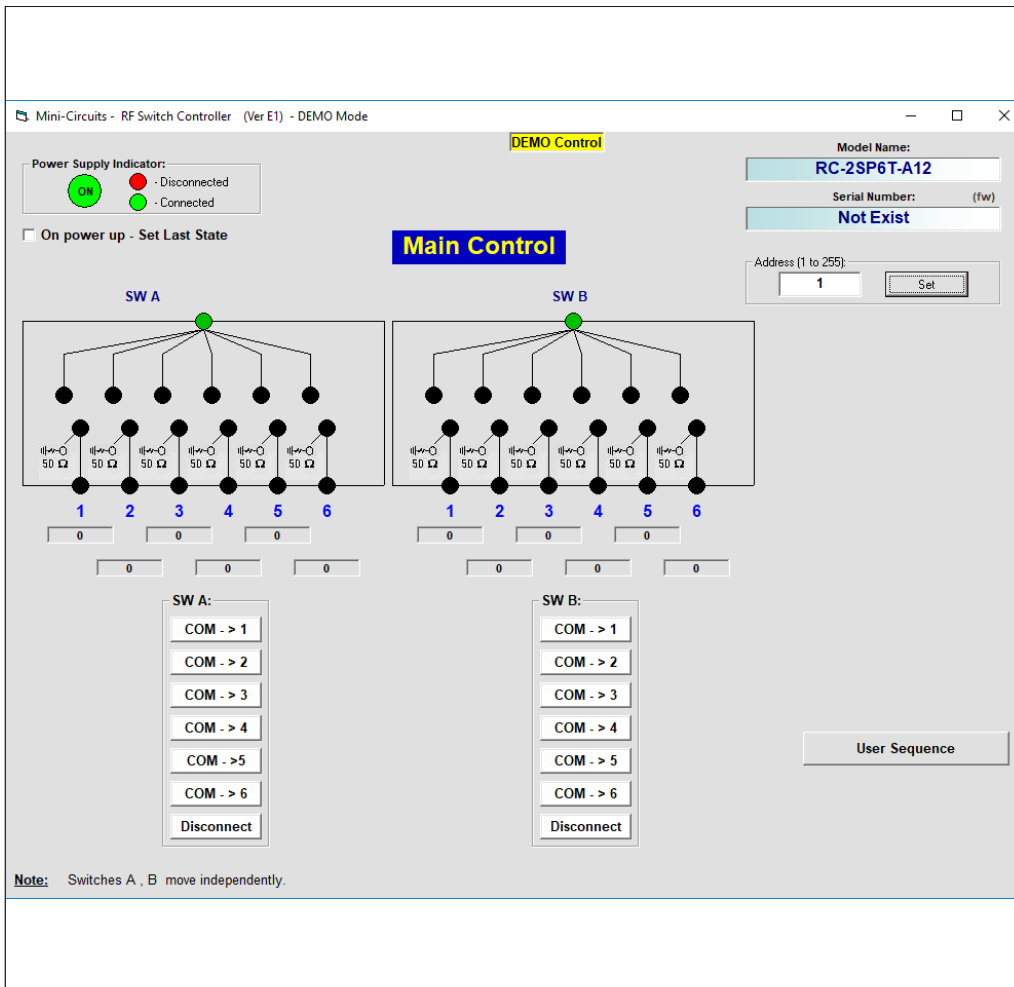 Mini-Circuits - RF Switch Controller (Ver E1) - DEMO Mode
DEMO Control
Power Supply Indicator:
ON
- Disconnected
- Connected
On power up - Set Last State
Main Control
Model Name:
RC-2SP6T-A12
Serial Number: (fw)
Not Exist
Address (1 to 255):
1 Set
SW A SW B
50 Ω 50 Ω 50 Ω 50 Ω 50 Ω 50 Ω 50 Ω 50 Ω 50 Ω 50 Ω 50 Ω 50 Ω
1 2 3 4 5 6 1 2 3 4 5 6
0 0 0 0 0 0
0 0 0 0 0 0
SW A:
COM - > 1
COM - > 2
COM - > 3
COM - > 4
COM - >5
COM - > 6
Disconnect
SW B:
COM - > 1
COM - > 2
COM - > 3
COM - > 4
COM - > 5
COM - > 6
Disconnect
User Sequence
Note: Switches A , B move independently.